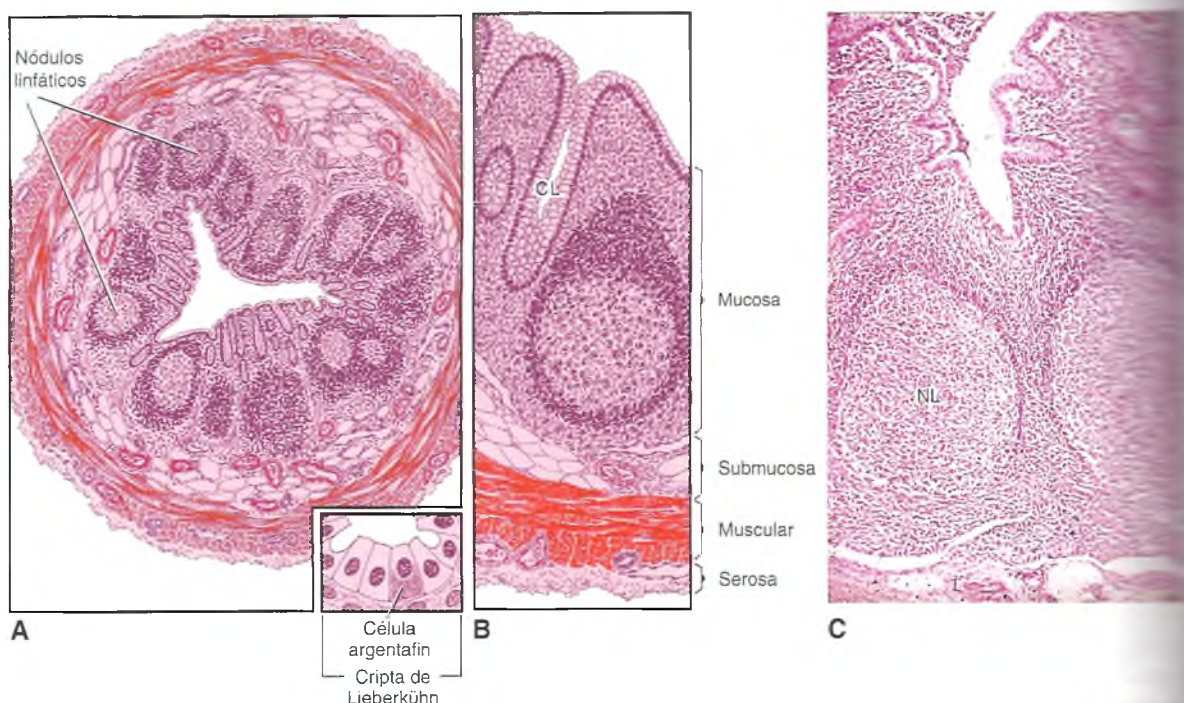 Nódulos
linfáticos
CL
Mucosa
Submucosa
Muscular
Serosa
NL
A
Célula
argentafin
Cripta de
Lieberkühn
B
C